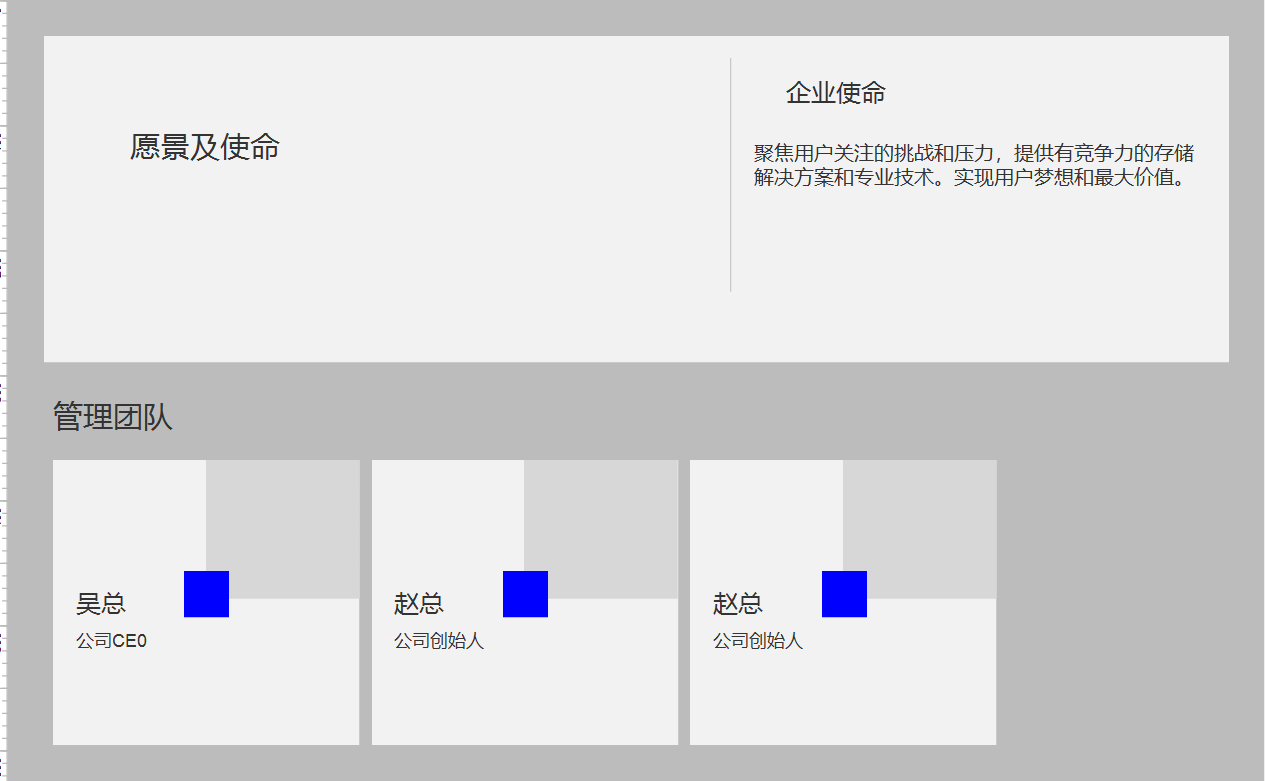 愿景及使命
企业使命
聚焦用户关注的挑战和压力，提供有竞争力的存储
解决方案和专业技术。实现用户梦想和最大价值。
管理团队
吴总
公司CE0
赵总
公司创始人
赵总
公司创始人